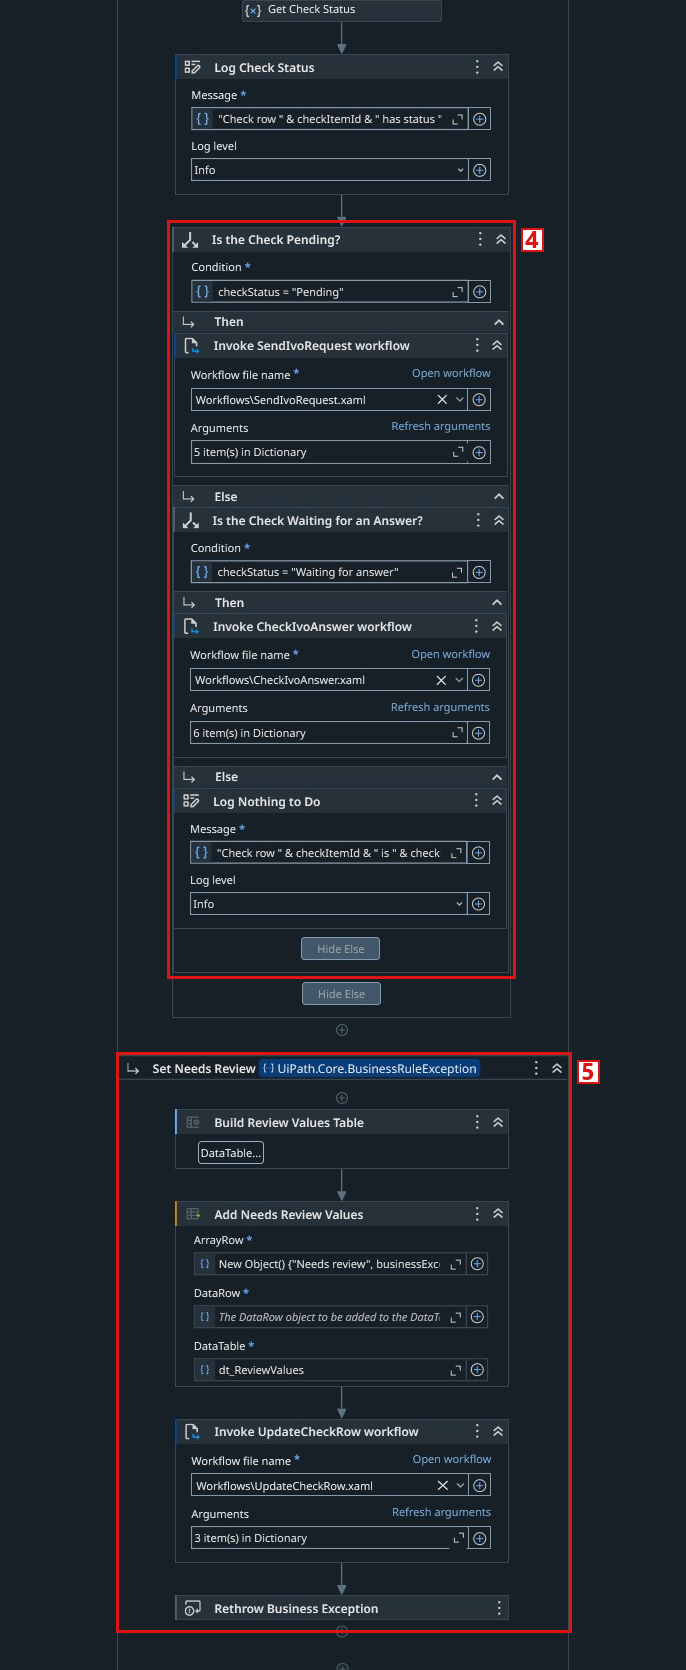 Get Check Status
Log Check Status
Message *
"Check row " & checkItemId & " has status "
Log level
Info
4
Is the Check Pending?
Condition *
checkStatus = "Pending"
Then
Invoke SendIvoRequest workflow
Workflow file name * Open workflow
Workflows\SendIvoRequest.xaml
Arguments Refresh arguments
5 item(s) in Dictionary
Else
Is the Check Waiting for an Answer?
Condition *
checkStatus = "Waiting for answer"
Then
Invoke CheckIvoAnswer workflow
Workflow file name * Open workflow
Workflows\CheckIvoAnswer.xaml
Arguments Refresh arguments
6 item(s) in Dictionary
Else
Log Nothing to Do
Message *
"Check row " & checkItemId & " is " & check
Log level
Info
Hide Else
Hide Else
Set Needs Review UiPath.Core.BusinessRuleException
5
Build Review Values Table
DataTable...
Add Needs Review Values
ArrayRow *
New Object() {"Needs review", businessExc
DataRow *
The DataRow object to be added to the DataT
DataTable *
dt_ReviewValues
Invoke UpdateCheckRow workflow
Workflow file name * Open workflow
Workflows\UpdateCheckRow.xaml
Arguments Refresh arguments
3 item(s) in Dictionary
Rethrow Business Exception